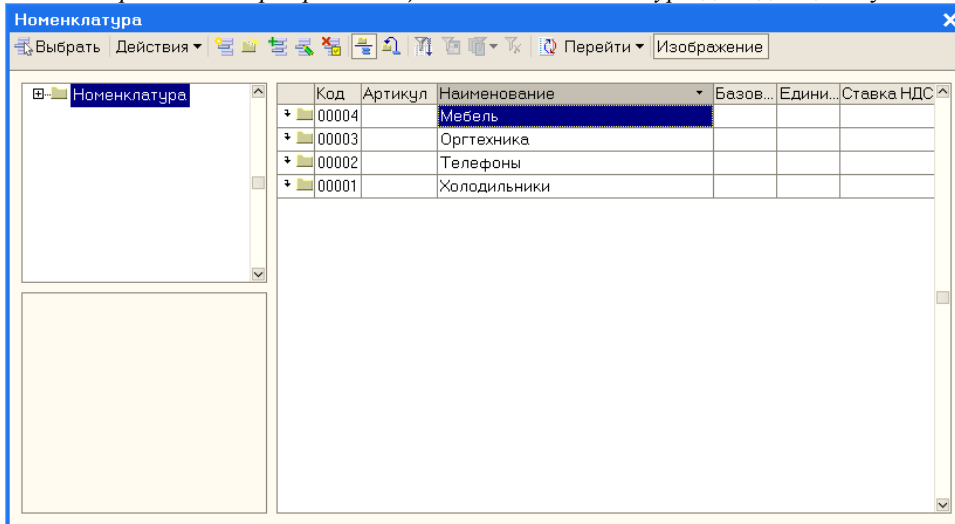 Номенклатура
Выбрать Действия Перейти Изображение
Номенклатура
Код Артикул Наименование Базов... Едини... Ставка НДС
00004 Мебель
00003 Оргтехника
00002 Телефоны
00001 Холодильники